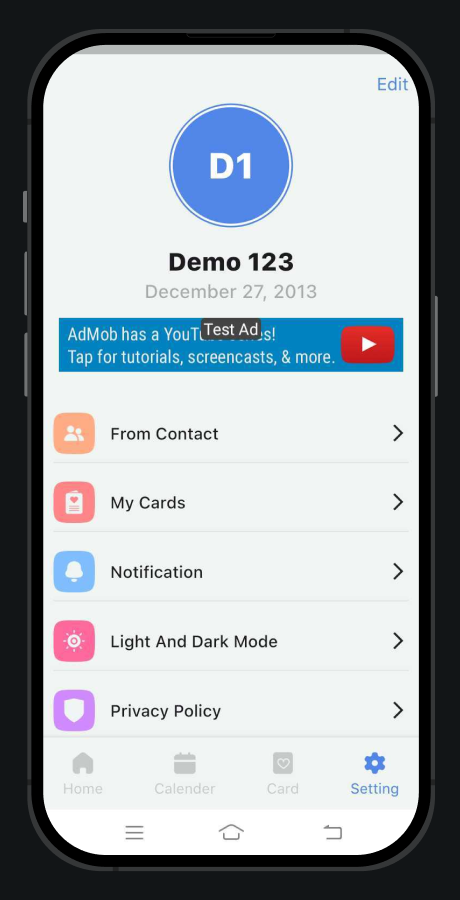 Edit
D1
Demo 123
December 27, 2013
AdMob has a YouT
Test Ad
!
Tap for tutorials, screencasts, & more.
From Contact
My Cards
Notification
Light And Dark Mode
Privacy Policy
Home
Calender
Card
Setting